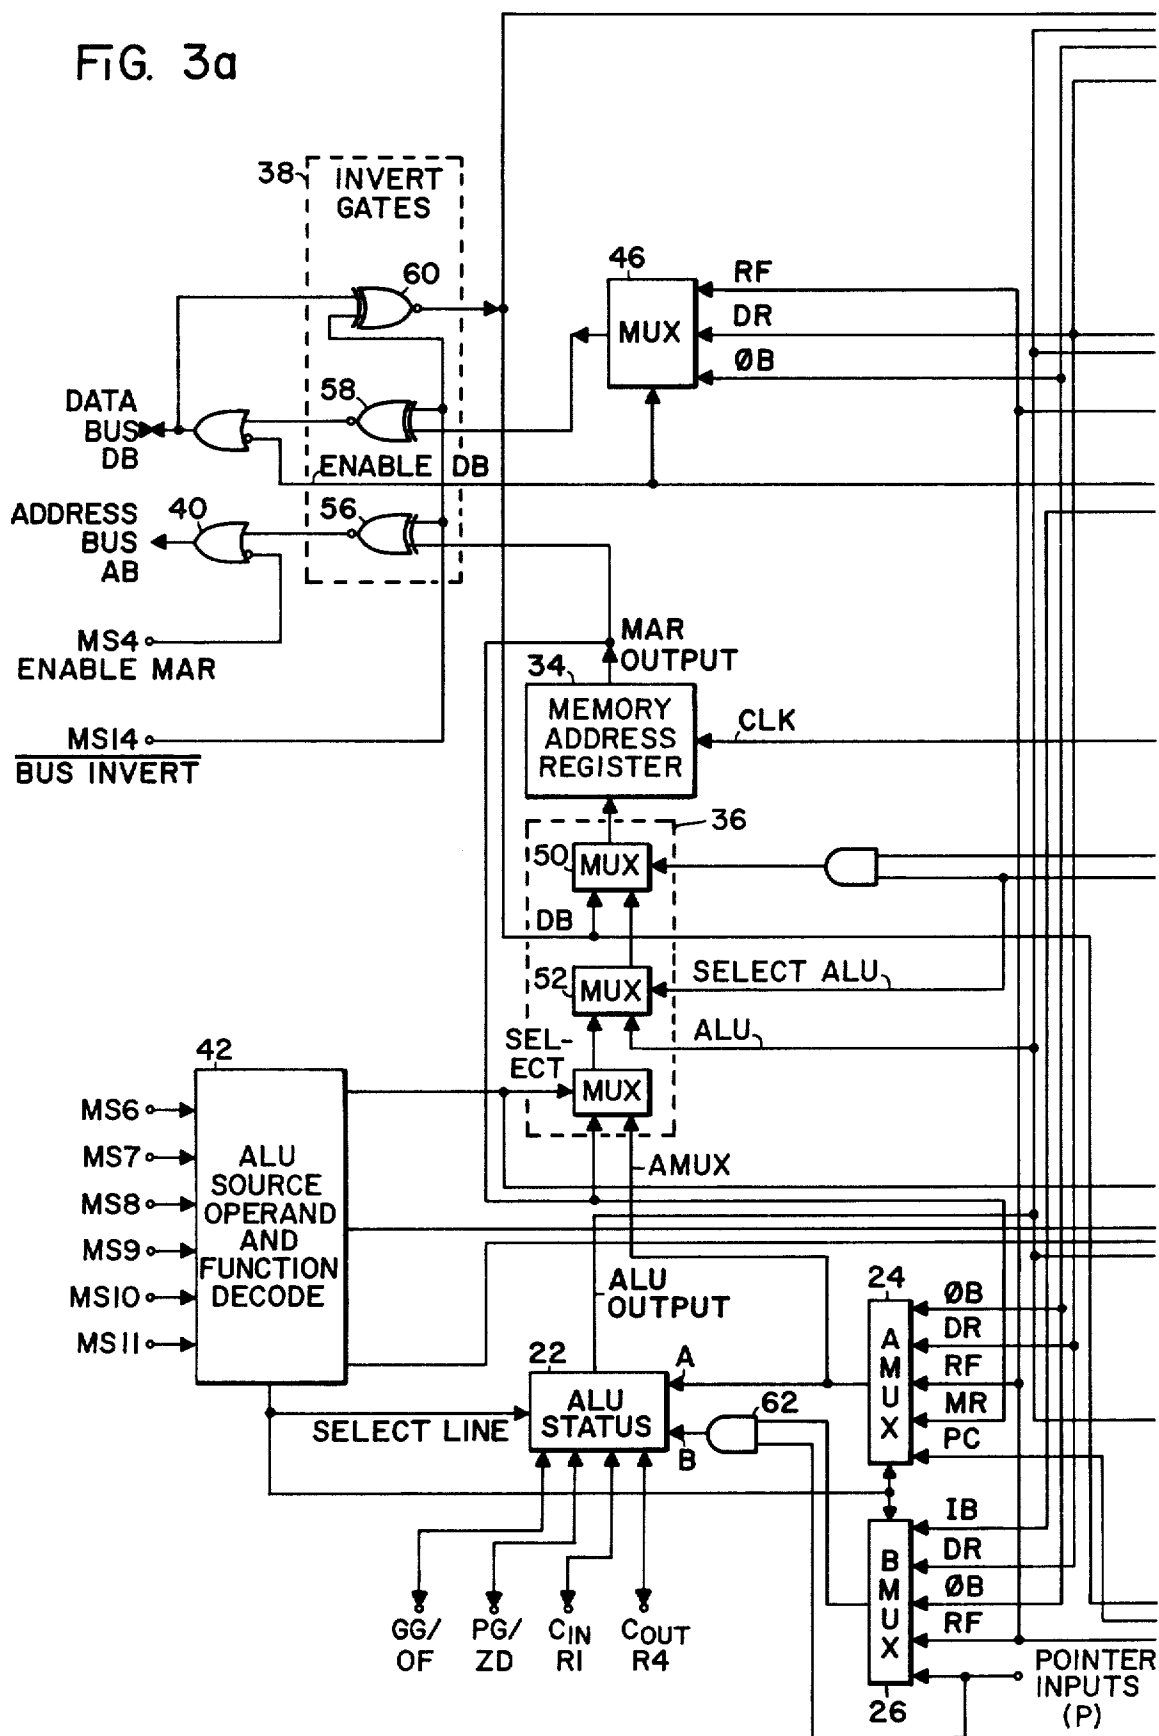 FIG. 3a
38
INVERT
GATES
60
46
RF
MUX
DR
ØB
DATA
BUS
DB
58
ENABLE DB
ADDRESS
BUS
AB
40
56
MS4
ENABLE MAR
MAR
OUTPUT
34
MEMORY
ADDRESS
REGISTER
CLK
MS14
BUS INVERT
36
50
MUX
DB
52
MUX
SELECT ALU
ALU
SEL-
ECT
MUX
42
MS6
MS7
MS8
MS9
MS10
MS11
ALU
SOURCE
OPERAND
AND
FUNCTION
DECODE
AMUX
ALU
OUTPUT
24
A
M
U
X
ØB
DR
RF
MR
PC
22
ALU
STATUS
A
B
62
SELECT LINE
B
M
U
X
IB
DR
ØB
RF
26
POINTER
INPUTS
(P)
GG/
OF
PG/
ZD
CIN
R1
COUT
R4